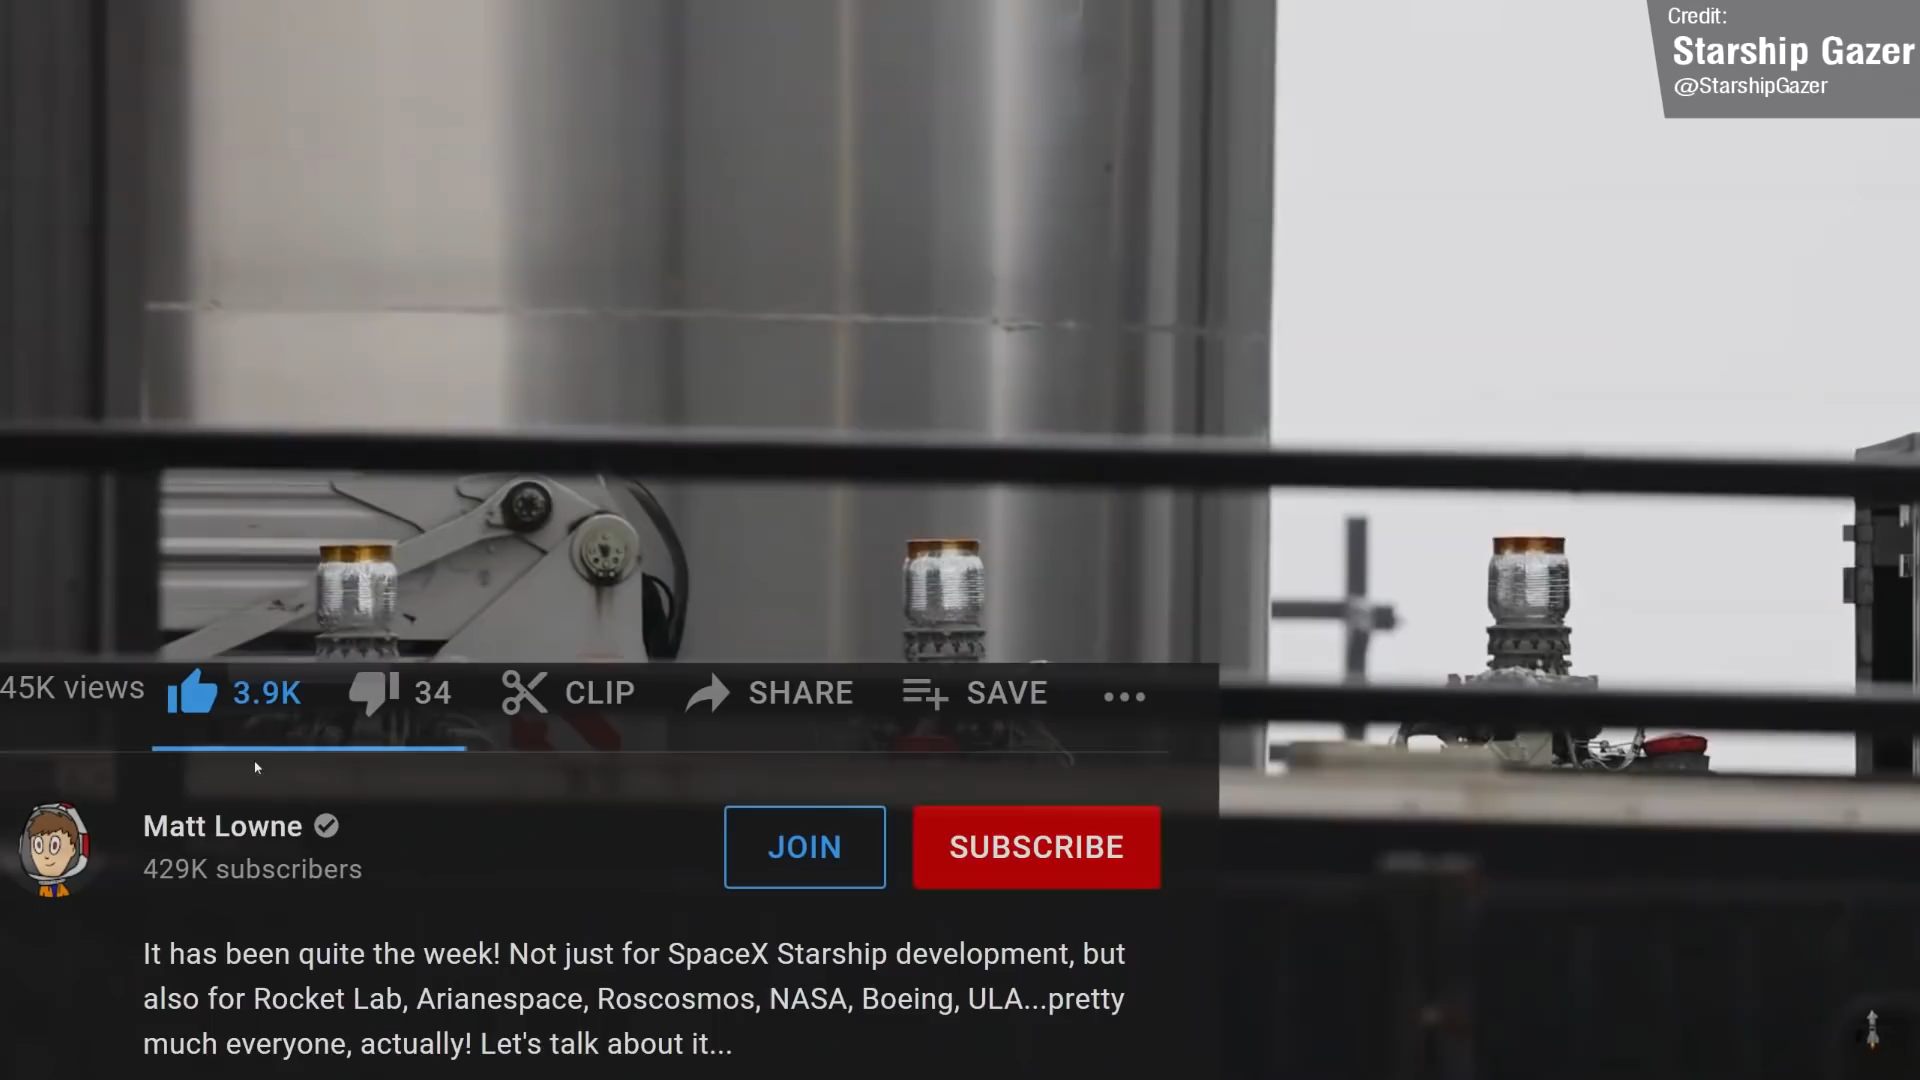 Credit:
Starship Gazer
@StarshipGazer
45K views 3.9K 34 CLIP SHARE SAVE
Matt Lowne
429K subscribers
JOIN
SUBSCRIBE
It has been quite the week! Not just for SpaceX Starship development, but
also for Rocket Lab, Arianespace, Roscosmos, NASA, Boeing, ULA...pretty
much everyone, actually! Let's talk about it...